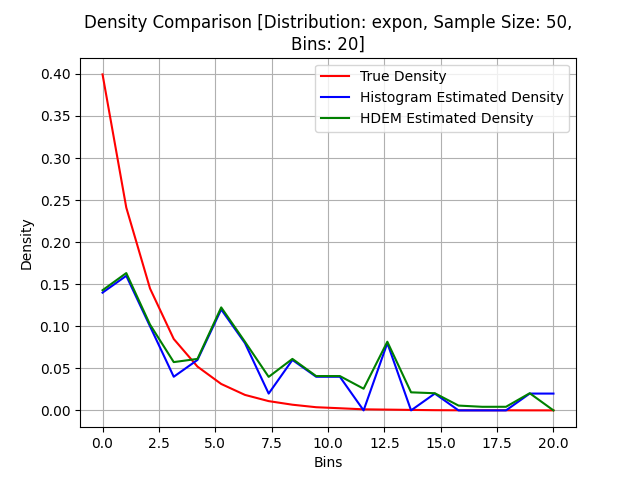 Density Comparison [Distribution: expon, Sample Size: 50,
Bins: 20]
True Density
Histogram Estimated Density
HDEM Estimated Density
0.40
0.35
0.30
0.25
0.20
0.15
0.10
0.05
0.00
Density
0.0 2.5 5.0 7.5 10.0 12.5 15.0 17.5 20.0
Bins